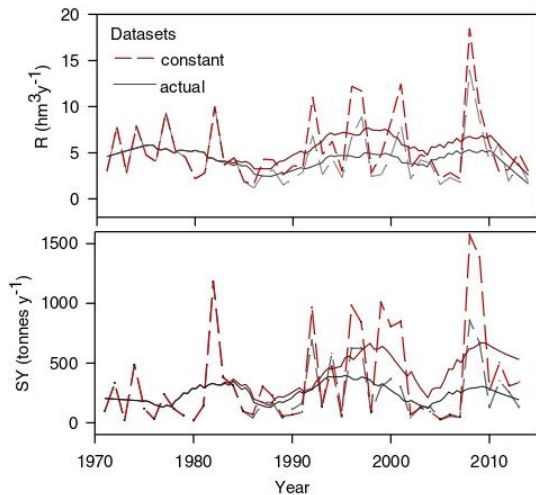 20
15
10
5
0
R (hm³y⁻¹)
Datasets
constant
actual
1500
1000
500
0
SY (tonnes y⁻¹)
1970 1980 1990 2000 2010
Year